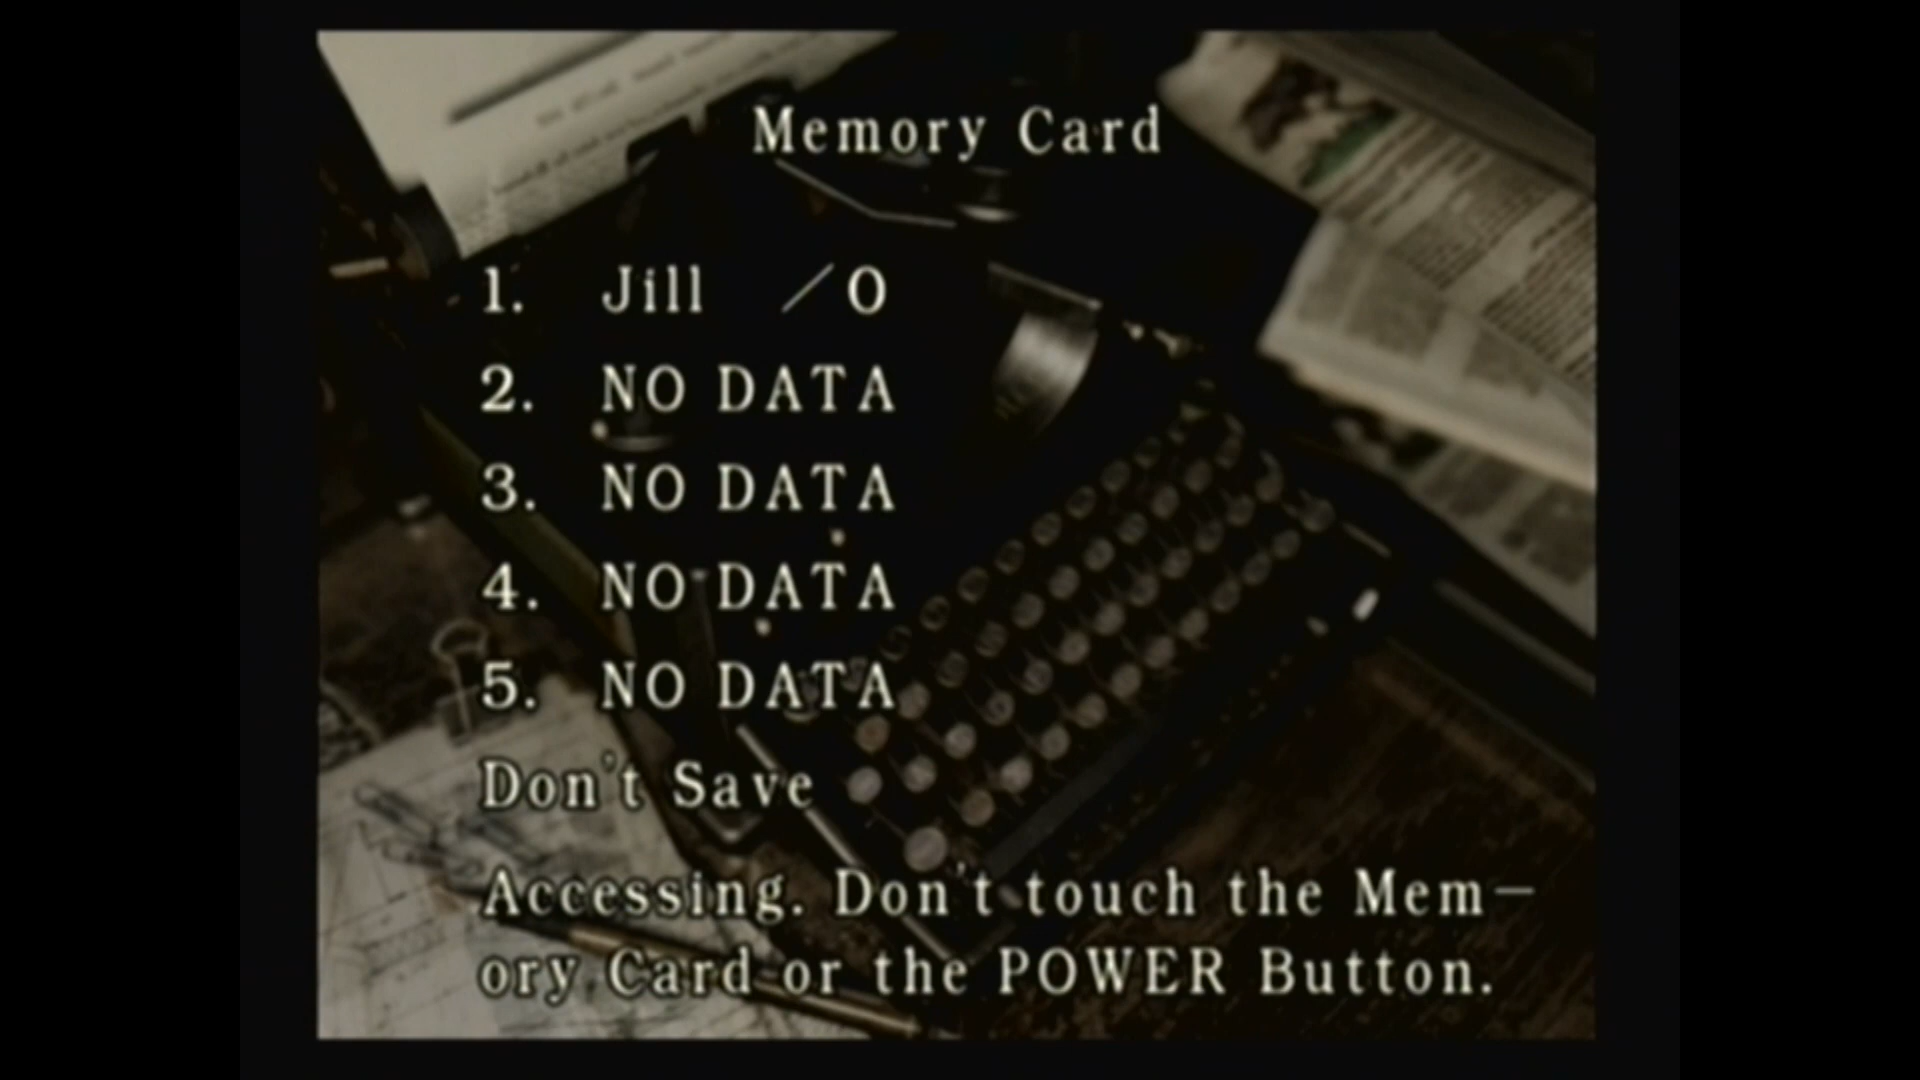 Memory Card
1. Jill /0
2. NO DATA
3. NO DATA
4. NO DATA
5. NO DATA
Don't Save
Accessing. Don't touch the Mem-
ory Card or the POWER Button.